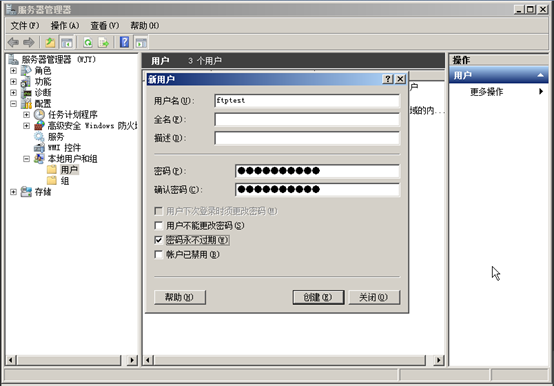 服务器管理器
文件(F) 操作(A) 查看(V) 帮助(H)
服务器管理器 (WJY)
角色
功能
诊断
配置
任务计划程序
高级安全 Windows 防火
服务
WMI 控件
本地用户和组
用户
组
存储
用户 3 个用户
新用户
用户名(U): ftptest
全名(F):
描述(D):
密码(P): ●●●●●●●●●●
确认密码(C): ●●●●●●●●●●
用户下次登录时须更改密码(M)
用户不能更改密码(S)
密码永不过期(W)
帐户已禁用(B)
帮助(H) 创建(E) 关闭(O)
户
域的内...
操作
用户
更多操作